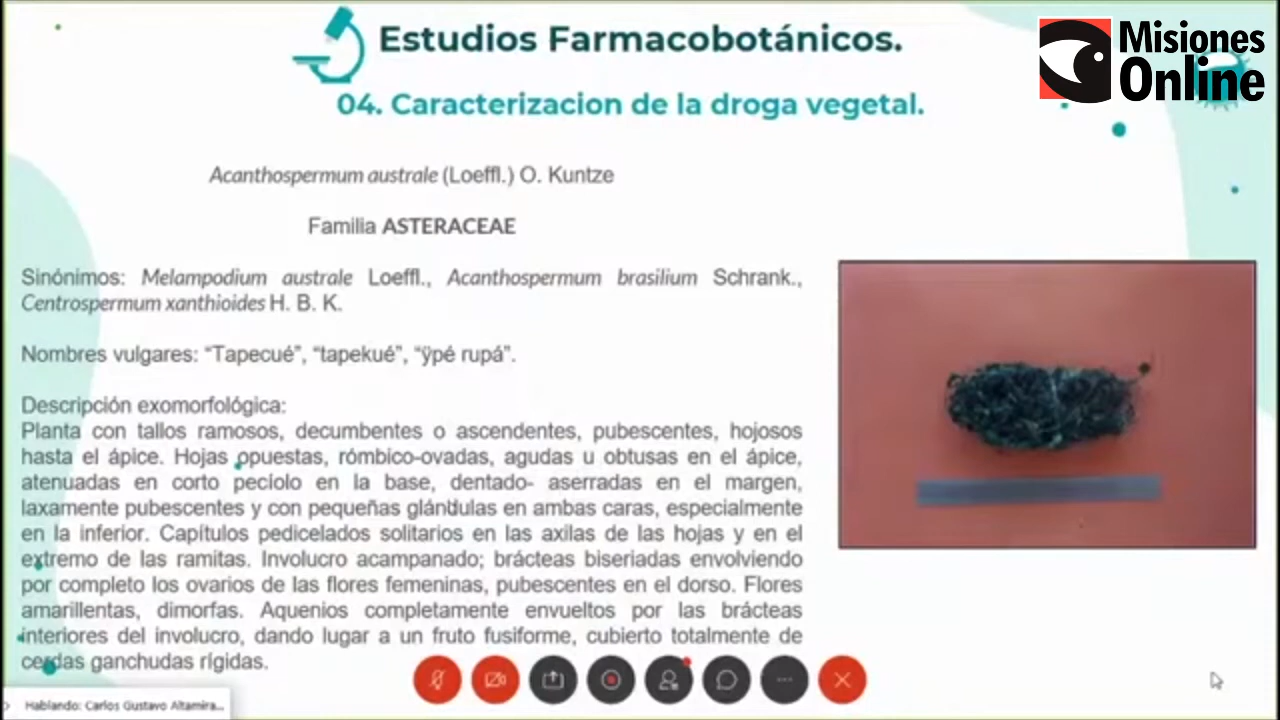 Estudios Farmacobotánicos.
Misiones
Online
04. Caracterizacion de la droga vegetal.
Acanthospermum australe (Loeffl.) O. Kuntze
Familia ASTERACEAE
Sinónimos: Melampodium australe Loeffl., Acanthospermum brasilium Schrank.,
Centrospermum xanthioides H. B. K.
Nombres vulgares: “Tapecué”, “tapekué”, “ÿpé rupá”.
Descripción exomorfológica:
Planta con tallos ramosos, decumbentes o ascendentes, pubescentes, hojosos
hasta el ápice. Hojas opuestas, rómbico-ovadas, agudas u obtusas en el ápice,
atenuadas en corto pecíolo en la base, dentado- aserradas en el margen,
laxamente pubescentes y con pequeñas glándulas en ambas caras, especialmente
en la inferior. Capítulos pedicelados solitarios en las axilas de las hojas y en el
extremo de las ramitas. Involucro acampanado; brácteas biseriadas envolviendo
por completo los ovarios de las flores femeninas, pubescentes en el dorso. Flores
amarillentas, dimorfas. Aquenios completamente envueltos por las brácteas
interiores del involucro, dando lugar a un fruto fusiforme, cubierto totalmente de
cerdas ganchudas rígidas.
Hablando: Carlos Gustavo Altamira...